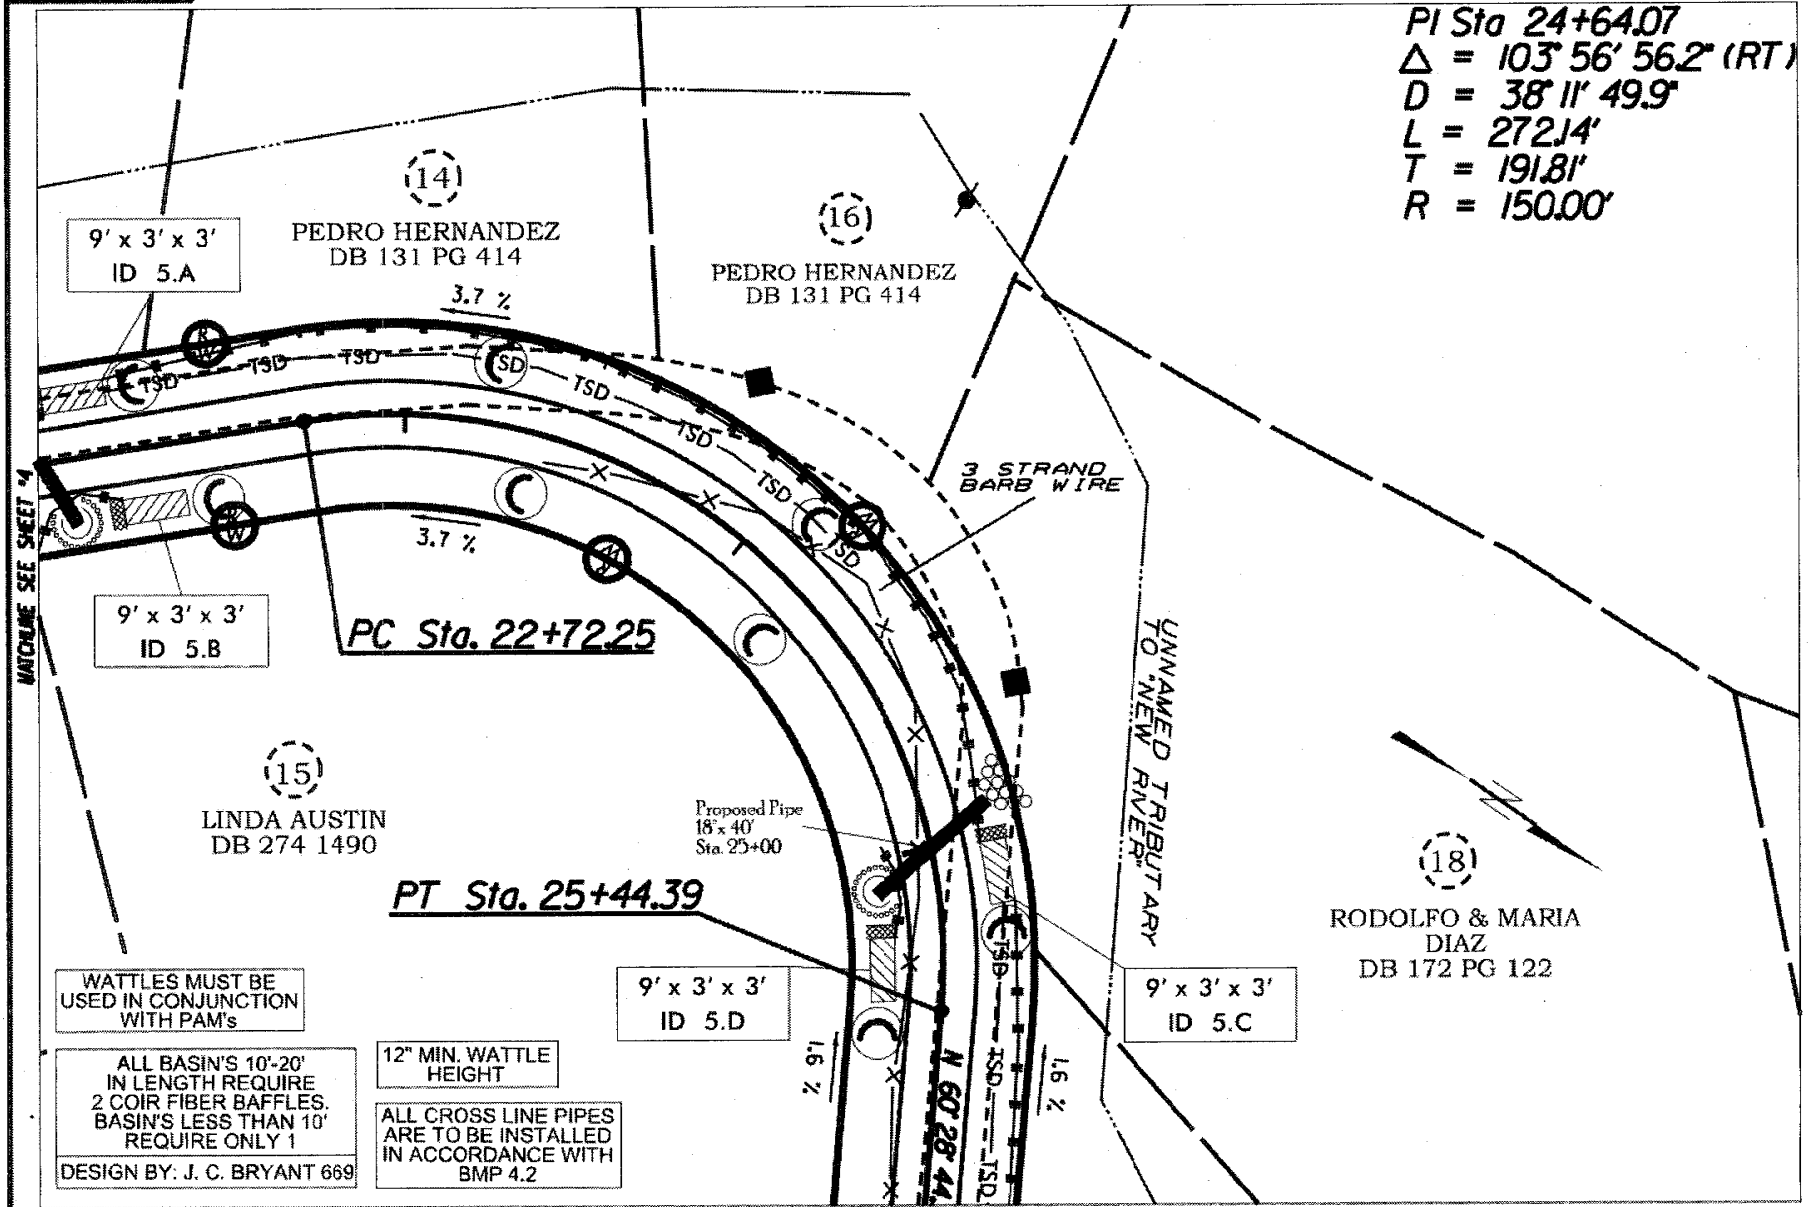 PI Sta 24+64.07
Δ = 103° 56' 56.2" (RT)
D = 38° 11' 49.9"
L = 272.14'
T = 191.81'
R = 150.00'
14
PEDRO HERNANDEZ
DB 131 PG 414
16
PEDRO HERNANDEZ
DB 131 PG 414
9' x 3' x 3'
ID 5.A
3.7 %
TSD
TSD
TSD
SD
TSD
TSD
TSD
TSD
3 STRAND
BARB WIRE
MATCHLINE SEE SHEET #4
3.7 %
9' x 3' x 3'
ID 5.B
PC Sta. 22+72.25
UNNAMED TRIBUTARY
TO "NEW RIVER"
15
LINDA AUSTIN
DB 274 1490
Proposed Pipe
18" x 40'
Sta. 25+00
PT Sta. 25+44.39
18
RODOLFO & MARIA
DIAZ
DB 172 PG 122
9' x 3' x 3'
ID 5.D
9' x 3' x 3'
ID 5.C
TSD
TSD
TSD
1.6 %
1.6 %
N 60° 28' 44.
WATTLES MUST BE
USED IN CONJUNCTION
WITH PAM's
ALL BASIN'S 10'-20'
IN LENGTH REQUIRE
2 COIR FIBER BAFFLES.
BASIN'S LESS THAN 10'
REQUIRE ONLY 1
DESIGN BY: J. C. BRYANT 669
12" MIN. WATTLE
HEIGHT
ALL CROSS LINE PIPES
ARE TO BE INSTALLED
IN ACCORDANCE WITH
BMP 4.2